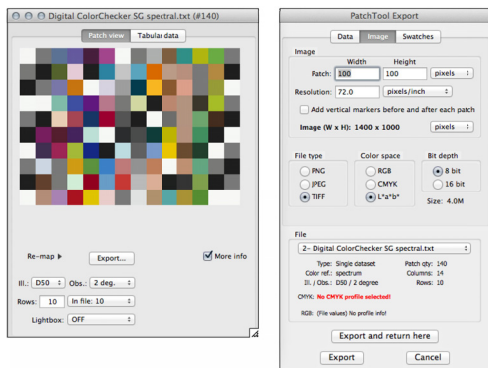 Digital ColorChecker SG spectral.txt (#140)
Patch view
Tabular data
Re-map
Export...
More info
Ill.: D50 Obs.: 2 deg.
Rows: 10 In file: 10
Lightbox: OFF
PatchTool Export
Data Image Swatches
Image
Width Height
Patch: 100 100 pixels
Resolution: 72.0 pixels/inch
Add vertical markers before and after each patch
Image (W x H): 1400 x 1000 pixels
File type Color space Bit depth
PNG RGB 8 bit
JPEG CMYK 16 bit
TIFF L*a*b* Size: 4.0M
File
2- Digital ColorChecker SG spectral.txt
Type: Single dataset Patch qty: 140
Color ref.: spectrum Columns: 14
Ill. / Obs.: D50 / 2 degree Rows: 10
CMYK: No CMYK profile selected!
RGB: (File values) No profile info!
Export and return here
Export Cancel